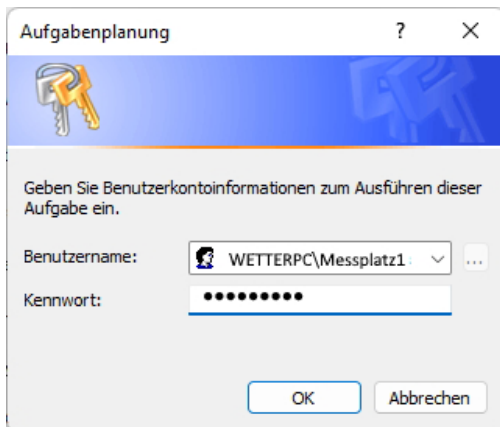 Aufgabenplanung ? ×
Geben Sie Benutzerkontoinformationen zum Ausführen dieser
Aufgabe ein.
Benutzername: WETTERPC\Messplatz1 ...
Kennwort: •••••••••
OK Abbrechen